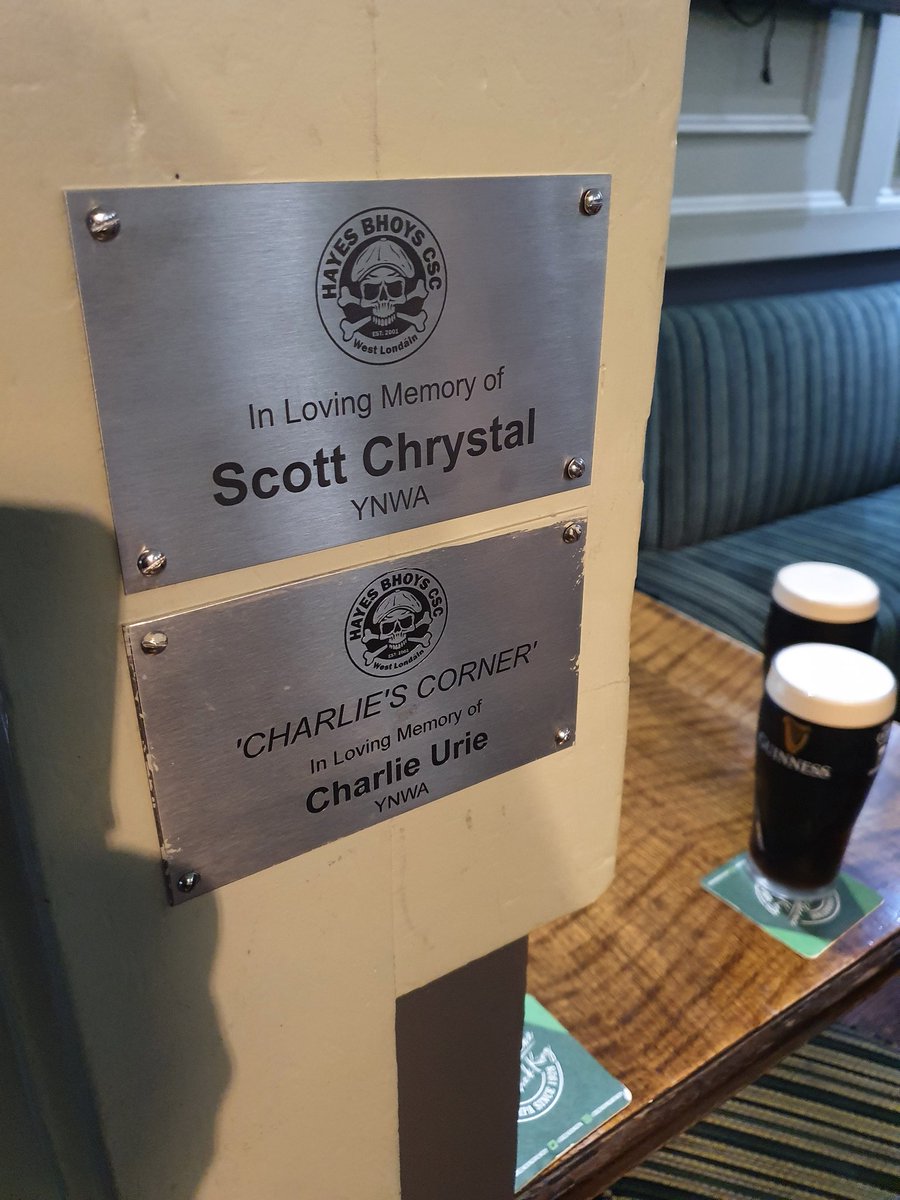 HAYES BHOYS CSC
EST. 2001
West Londain
In Loving Memory of
Scott Chrystal
YNWA
HAYES BHOYS CSC
West Londain
'CHARLIE'S CORNER'
In Loving Memory of
Charlie Urie
YNWA
GUINNESS